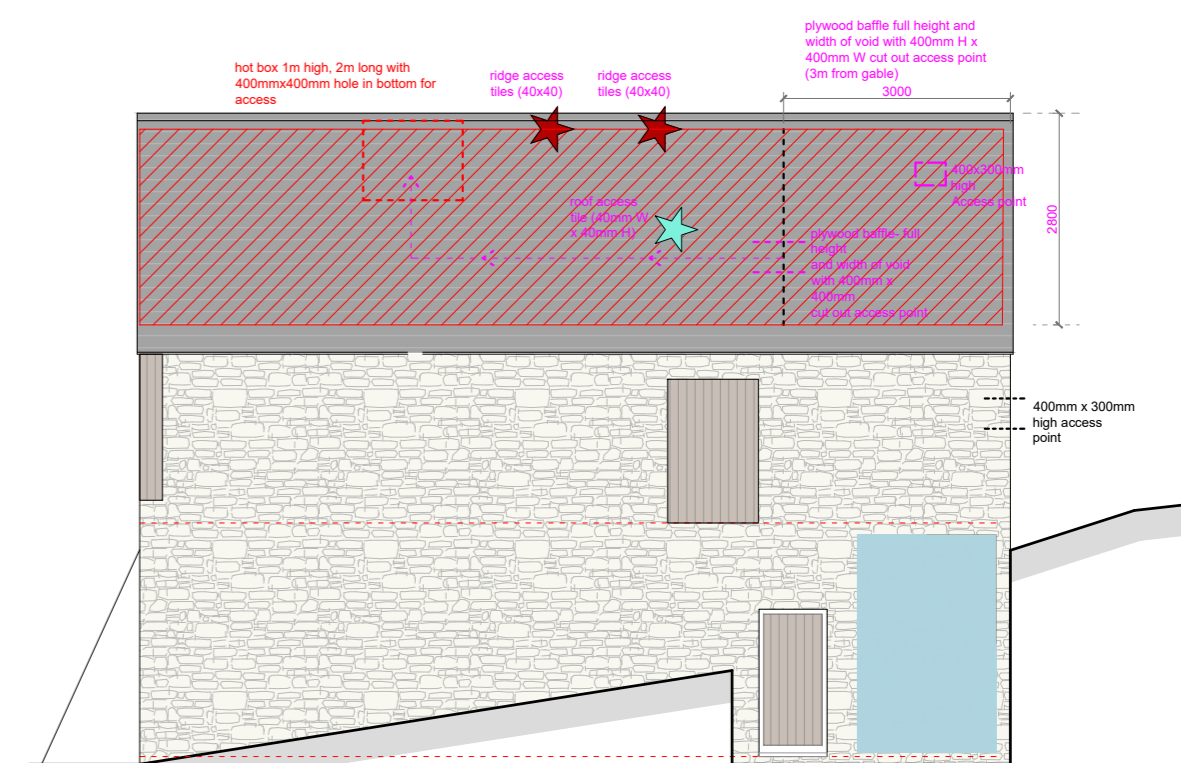 plywood baffle full height and
width of void with 400mm H x
400mm W cut out access point
(3m from gable)
hot box 1m high, 2m long with
400mmx400mm hole in bottom for
access
ridge access
tiles (40x40)
ridge access
tiles (40x40)
3000
400x300mm
high
Access point
roof access
tile (40mm W
x 40mm H)
2800
plywood baffle- full
height
and width of void
with 400mm x
400mm
cut out access point
400mm x 300mm
high access
point